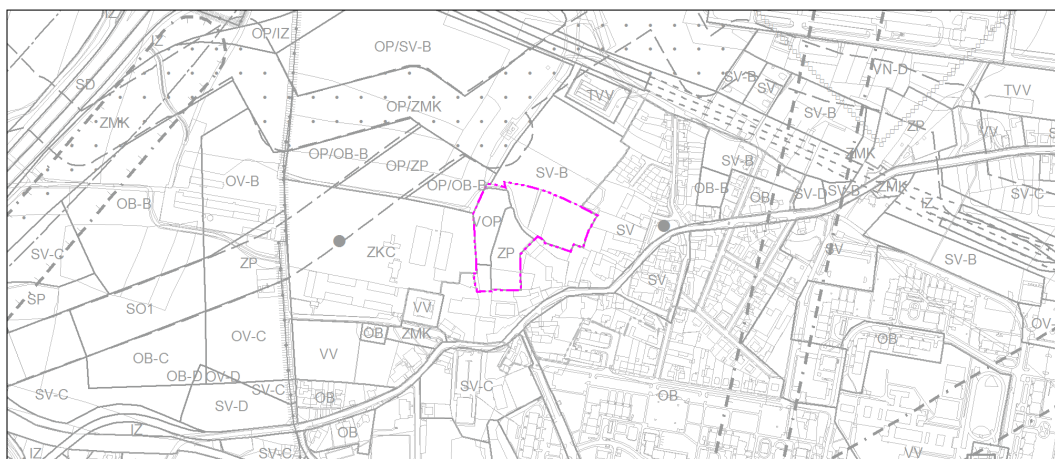 IZ
OP/IZ
OP/SV-B
SD
IZ
ZMK
OP/ZMK
TVV
SV-B
SV
SV-B
VN-D
TVV
ZP
VV
OP/OB-B
OP/ZP
OP/OB-B
SV-B
OV-B
OB-B
SV-B
OB-B
OB
SV-D
SV-B
ZMK
ZMK
SV-C
IZ
VOP
ZP
SV
SV
SV-B
SV-C
ZP
ZKC
SV
SP
SO1
VV
OV
OB-C
OV-C
VV
OB
ZMK
OB
OB-D
OV-D
SV-C
SV-C
SV-D
OB
SV-C
OB
OB
IZ
SV-C
VV